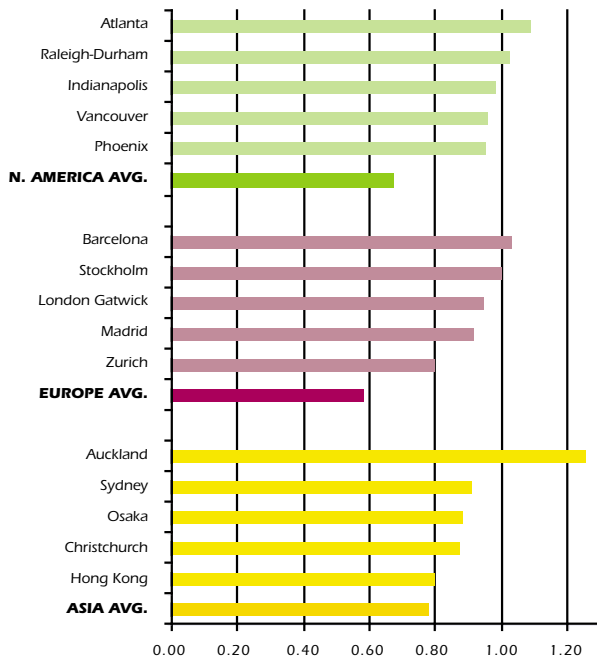 Atlanta
Raleigh-Durham
Indianapolis
Vancouver
Phoenix
N. AMERICA AVG.
Barcelona
Stockholm
London Gatwick
Madrid
Zurich
EUROPE AVG.
Auckland
Sydney
Osaka
Christchurch
Hong Kong
ASIA AVG.
0.00 0.20 0.40 0.60 0.80 1.00 1.20